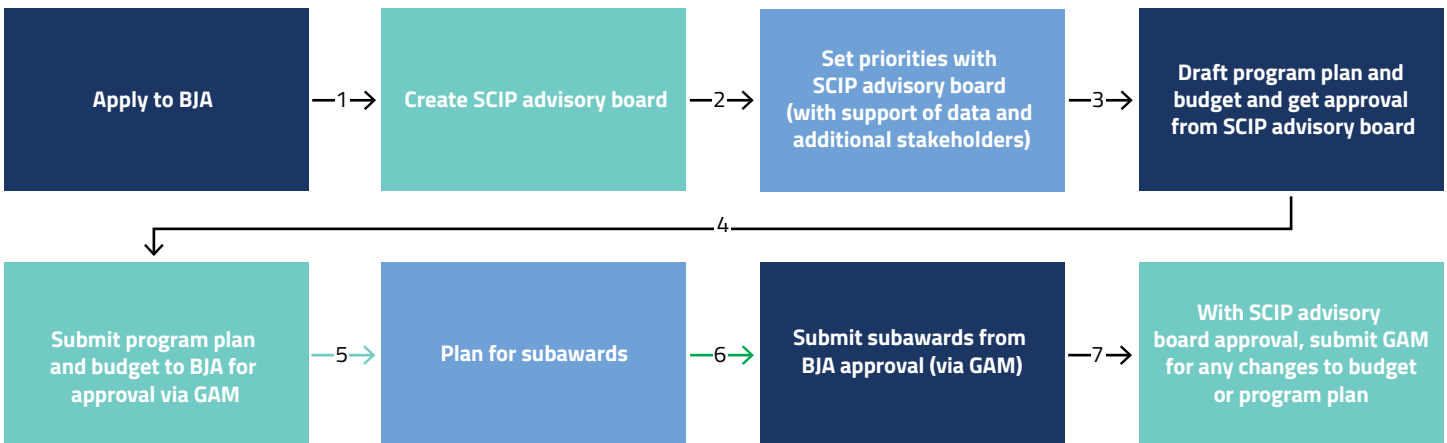 Apply to BJA
1
Create SCIP advisory board
2
Set priorities with
SCIP advisory board
(with support of data and
additional stakeholders)
3
Draft program plan and
budget and get approval
from SCIP advisory board
4
Submit program plan
and budget to BJA for
approval via GAM
5
Plan for subawards
6
Submit subawards from
BJA approval (via GAM)
7
With SCIP advisory
board approval, submit GAM
for any changes to budget
or program plan